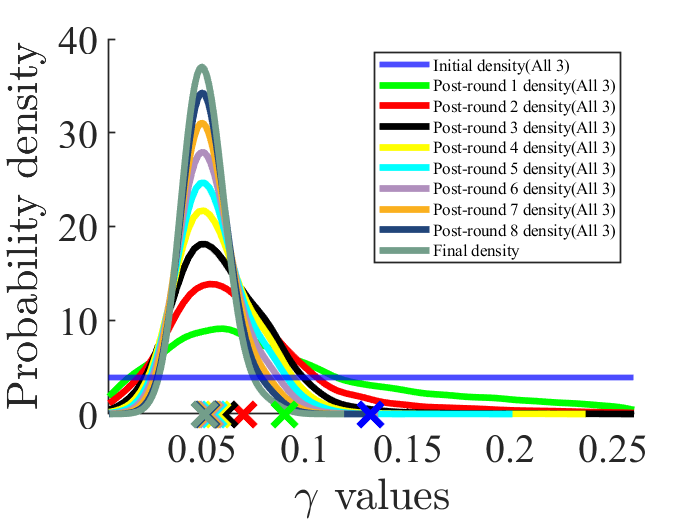 40
30
20
10
0
Probability density
Initial density(All 3)
Post-round 1 density(All 3)
Post-round 2 density(All 3)
Post-round 3 density(All 3)
Post-round 4 density(All 3)
Post-round 5 density(All 3)
Post-round 6 density(All 3)
Post-round 7 density(All 3)
Post-round 8 density(All 3)
Final density
0.05 0.1 0.15 0.2 0.25
γ values